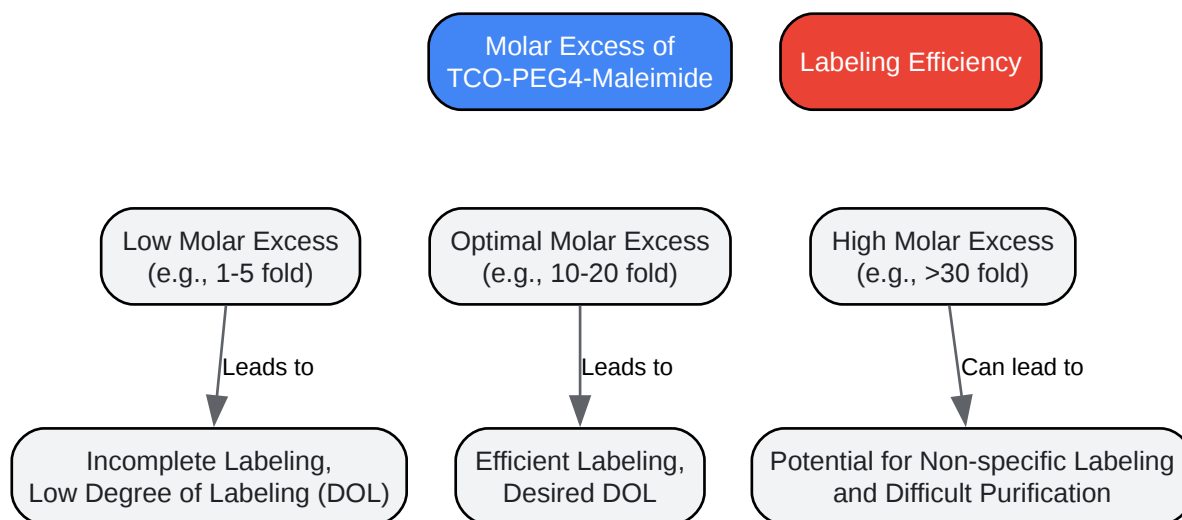 Molar Excess of
TCO-PEG4-Maleimide
Labeling Efficiency
Low Molar Excess
(e.g., 1-5 fold)
Optimal Molar Excess
(e.g., 10-20 fold)
High Molar Excess
(e.g., >30 fold)
Leads to
Leads to
Can lead to
Incomplete Labeling,
Low Degree of Labeling (DOL)
Efficient Labeling,
Desired DOL
Potential for Non-specific Labeling
and Difficult Purification